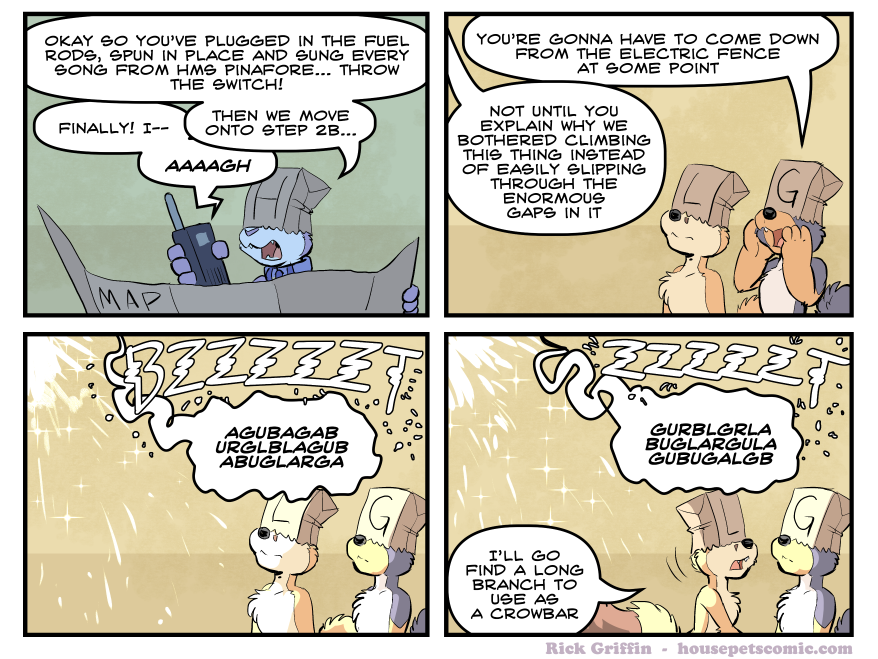 OKAY SO YOU'VE PLUGGED IN THE FUEL
RODS, SPUN IN PLACE AND SUNG EVERY
SONG FROM HMS PINAFORE... THROW
THE SWITCH!
FINALLY! I--
THEN WE MOVE
ONTO STEP 2B...
AAAAGH
MAP
YOU'RE GONNA HAVE TO COME DOWN
FROM THE ELECTRIC FENCE
AT SOME POINT
NOT UNTIL YOU
EXPLAIN WHY WE
BOTHERED CLIMBING
THIS THING INSTEAD
OF EASILY SLIPPING
THROUGH THE
ENORMOUS
GAPS IN IT
L
G
BZZZZZZT
AGUBAGAB
URGLBLAGUB
ABUGLARGA
L
G
ZZZZZT
GURBLGRLA
BUGLARGULA
GUBUGALGB
I'LL GO
FIND A LONG
BRANCH TO
USE AS
A CROWBAR
G
Rick Griffin - housepetscomic.com